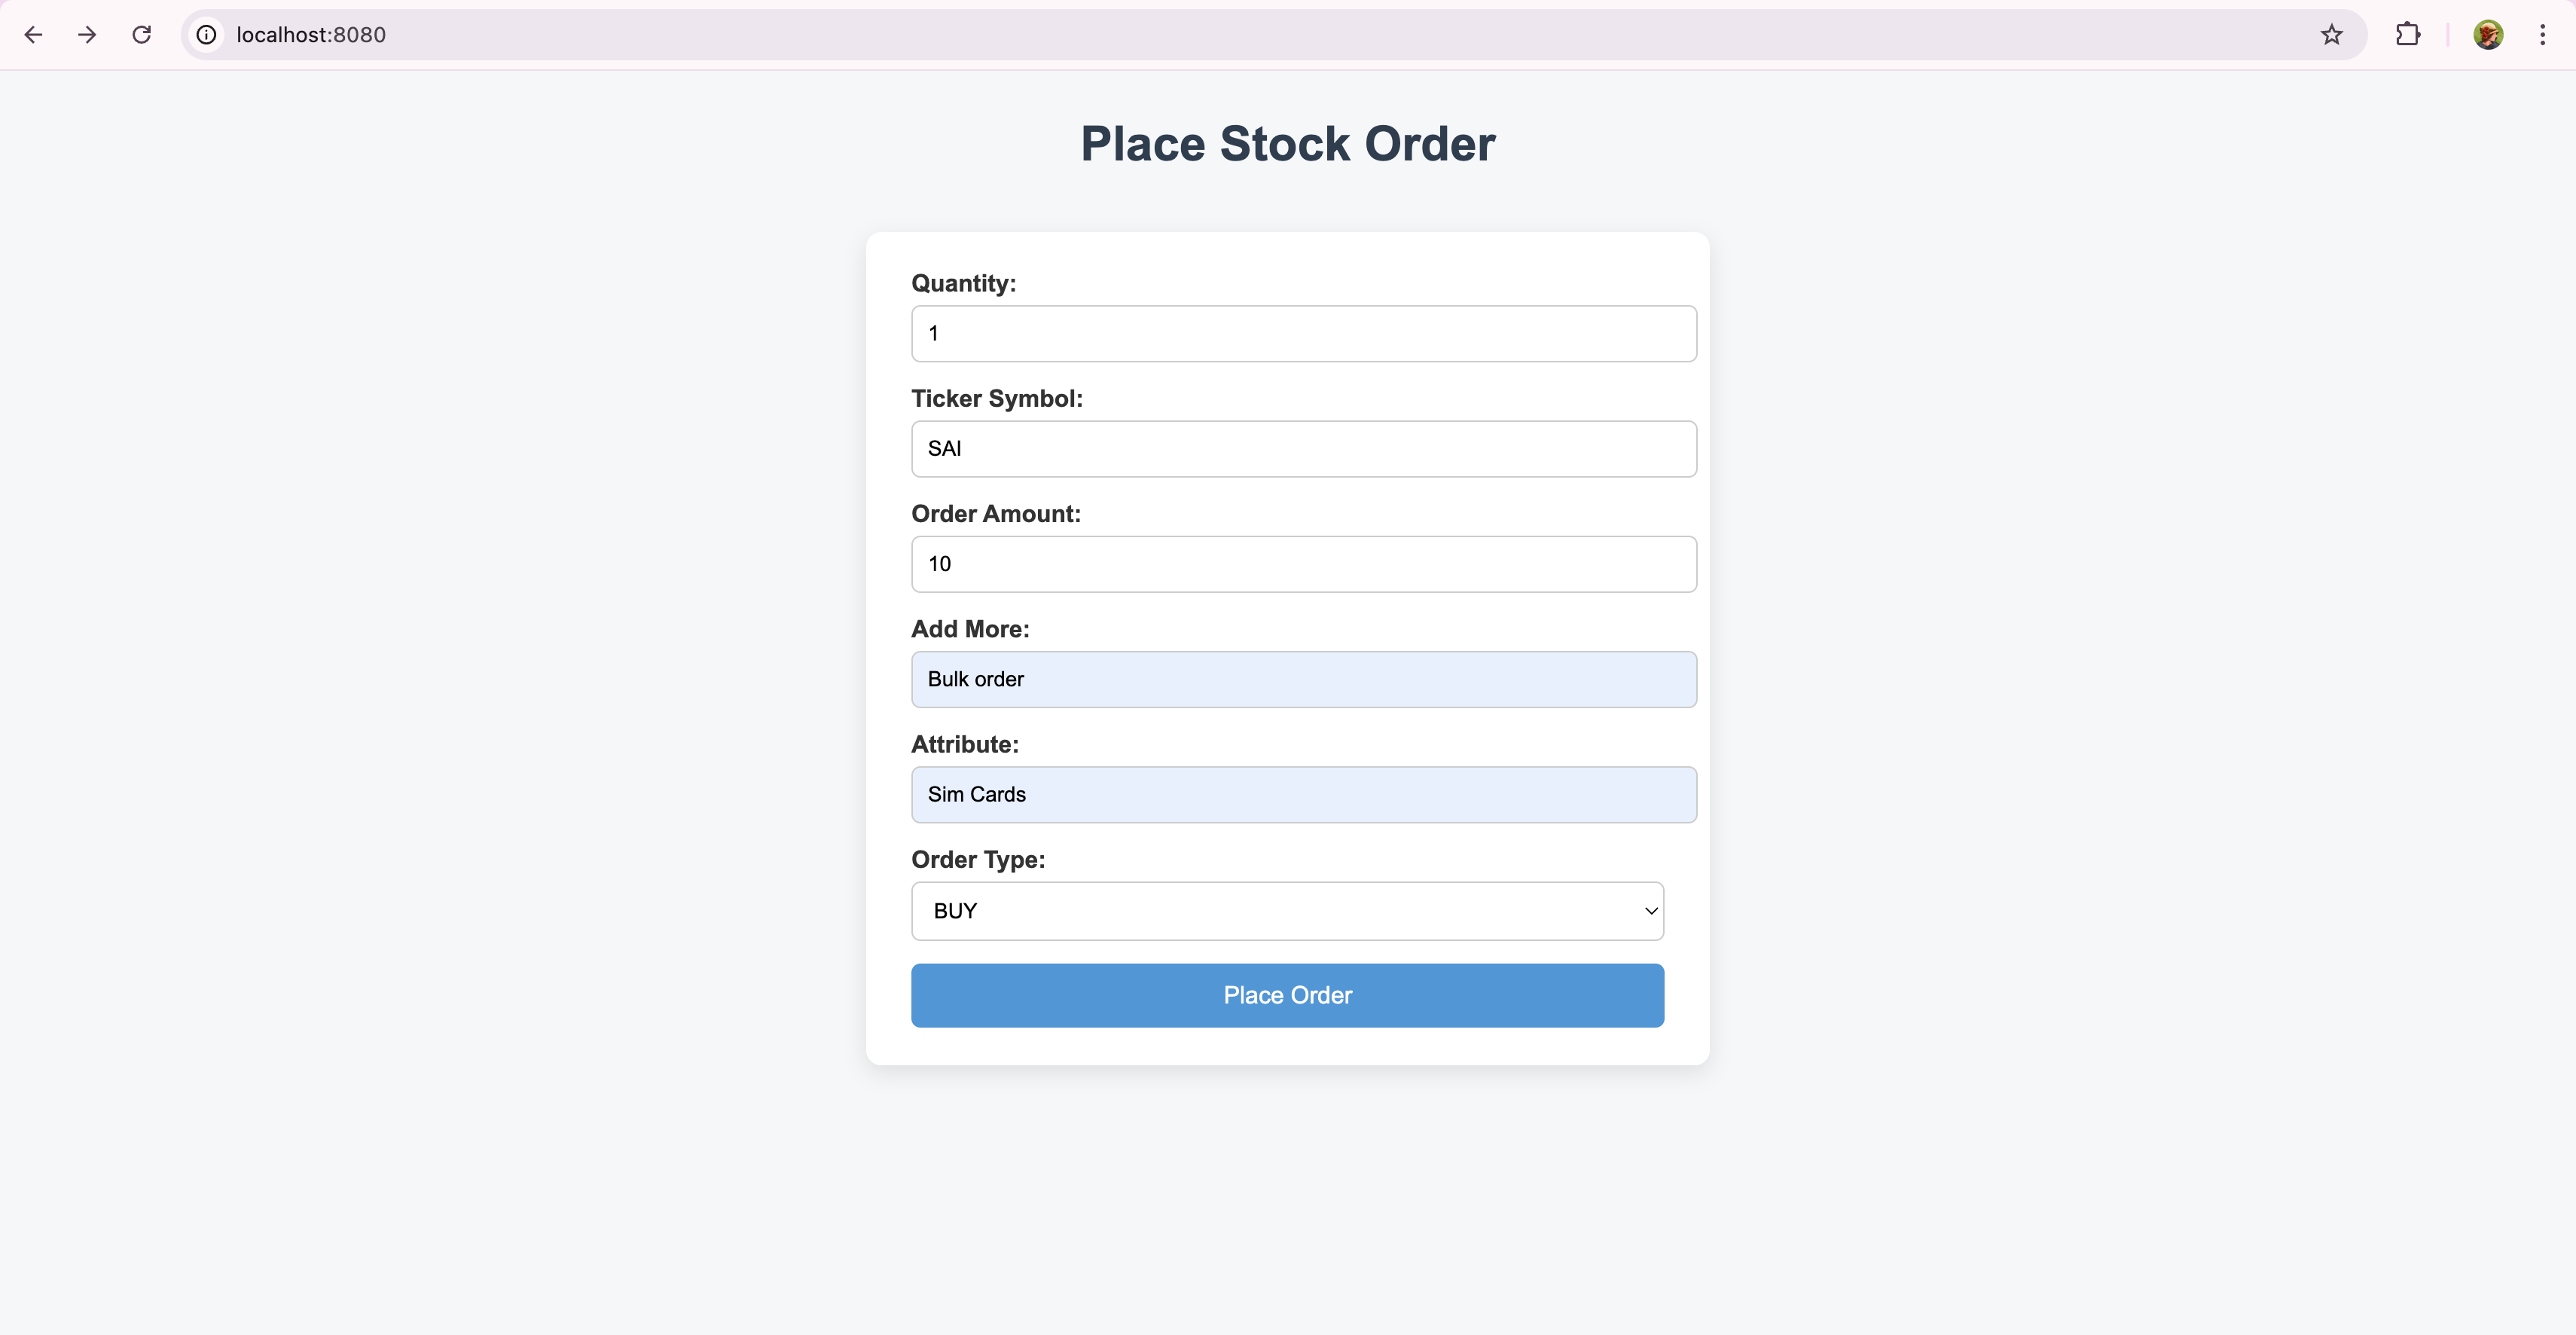 localhost:8080
Place Stock Order
Quantity:
1
Ticker Symbol:
SAI
Order Amount:
10
Add More:
Bulk order
Attribute:
Sim Cards
Order Type:
BUY
Place Order